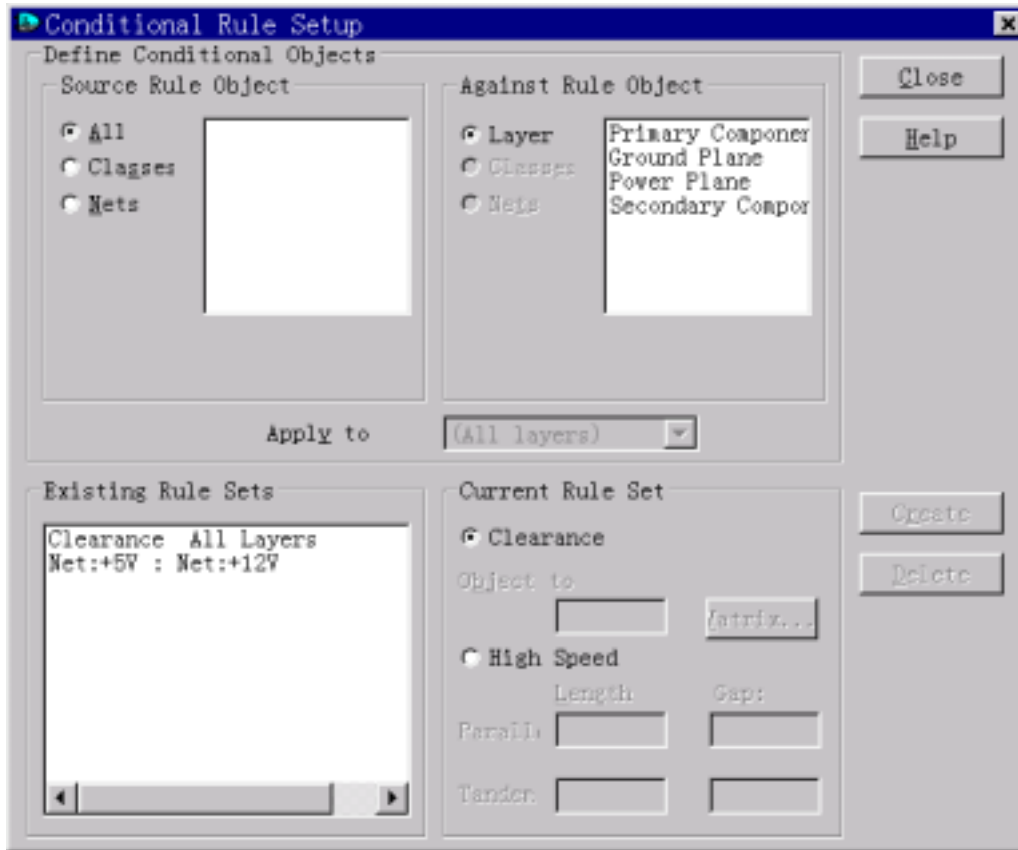 Conditional Rule Setup
Define Conditional Objects
Source Rule Object
All
Classes
Nets
Against Rule Object
Layer
Classes
Nets
Primary Componer
Ground Plane
Power Plane
Secondary Compor
Close
Help
Apply to
(All layers)
Existing Rule Sets
Clearance All Layers
Net:+5V : Net:+12V
Current Rule Set
Clearance
Object to
Matrix...
High Speed
Length
Gap:
Parall
Tanden
Create
Delete